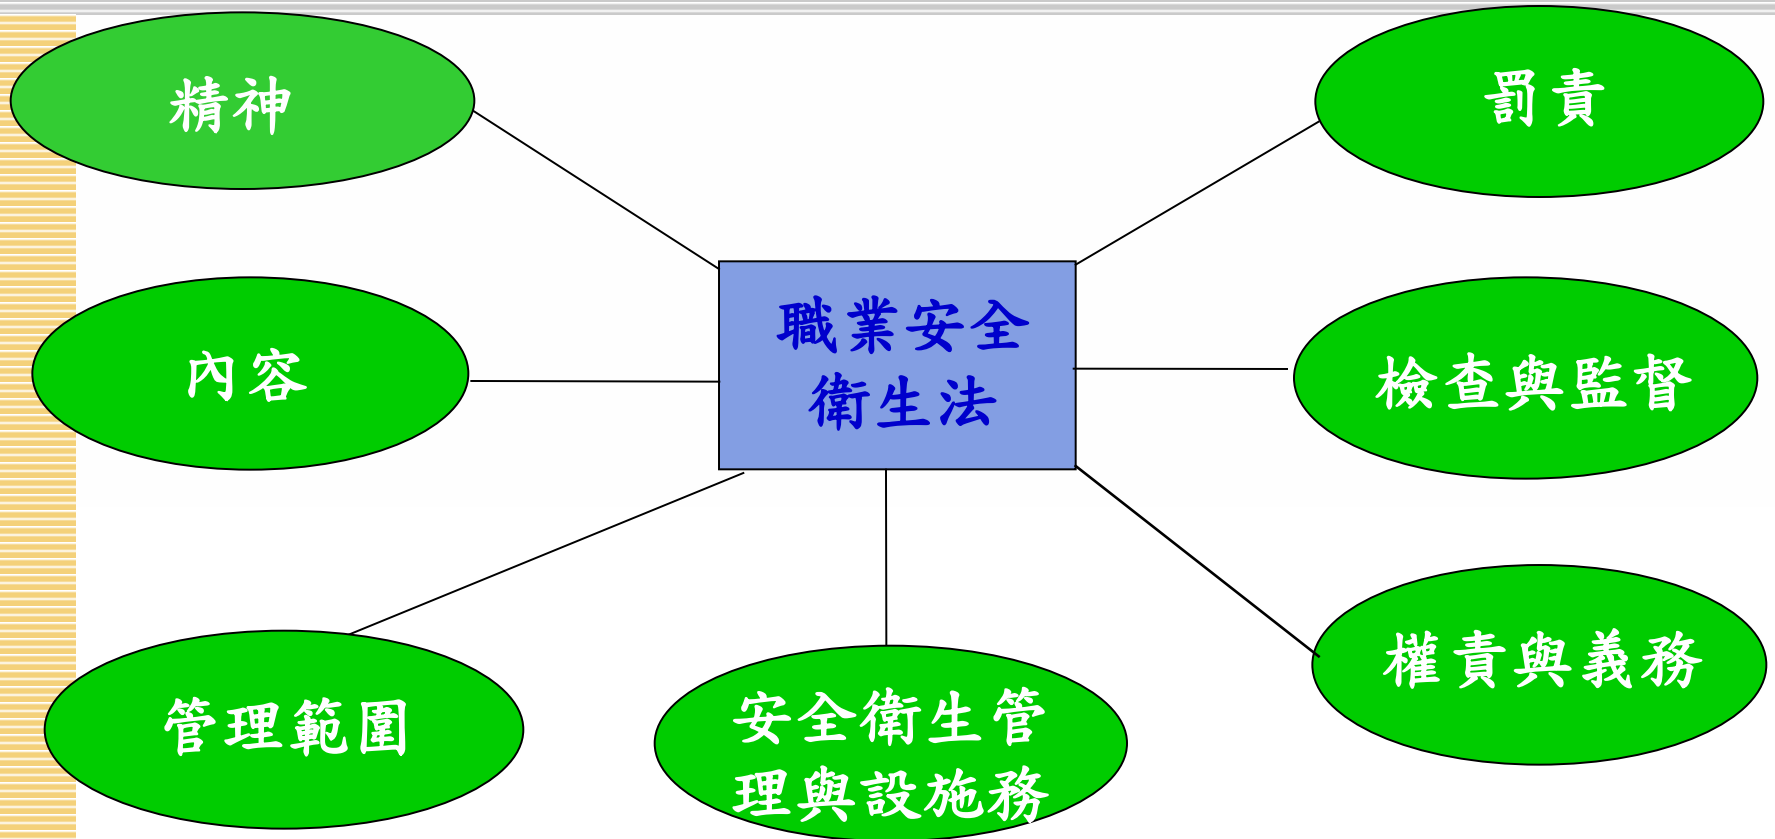 精神
罰責
職業安全
衛生法
內容
檢查與監督
管理範圍
安全衛生管
理與設施務
權責與義務